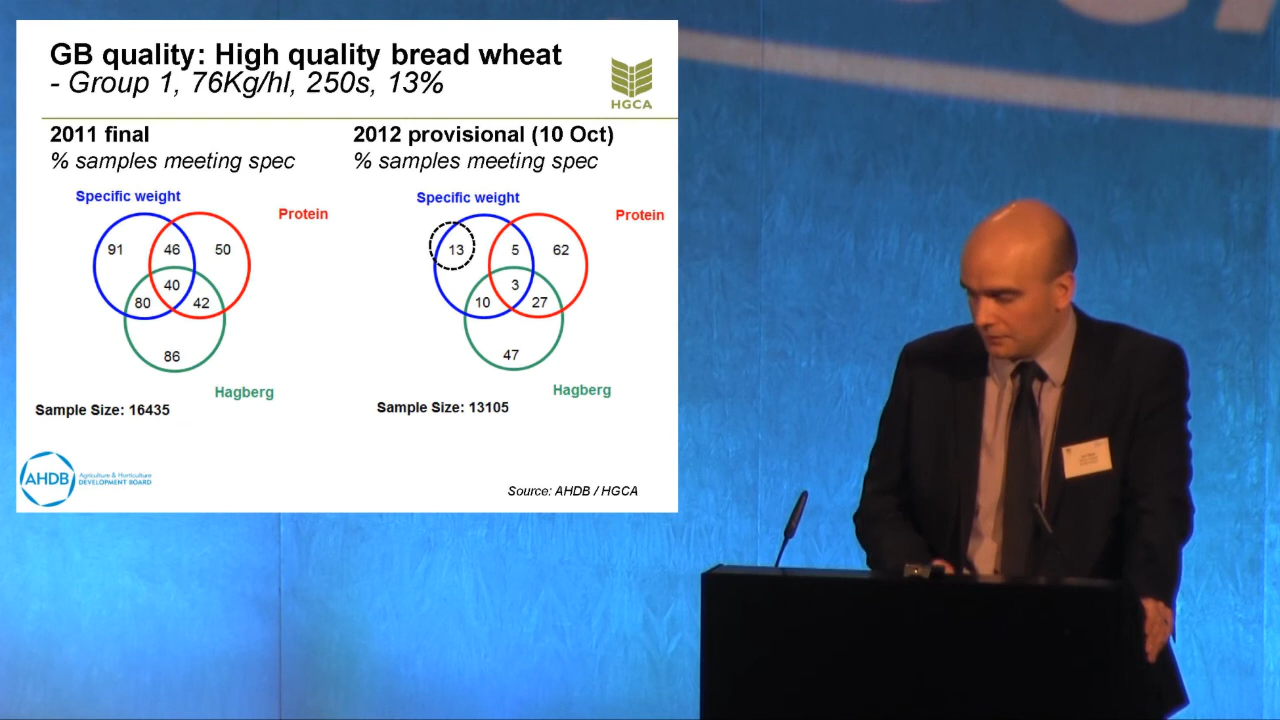 GB quality: High quality bread wheat
- Group 1, 76Kg/hl, 250s, 13%
HGCA
2011 final
% samples meeting spec
Specific weight
Protein
91
46
50
40
80
42
86
Hagberg
Sample Size: 16435
2012 provisional (10 Oct)
% samples meeting spec
Specific weight
Protein
13
5
62
3
10
27
47
Hagberg
Sample Size: 13105
AHDB
Agriculture & Horticulture
DEVELOPMENT BOARD
Source: AHDB / HGCA